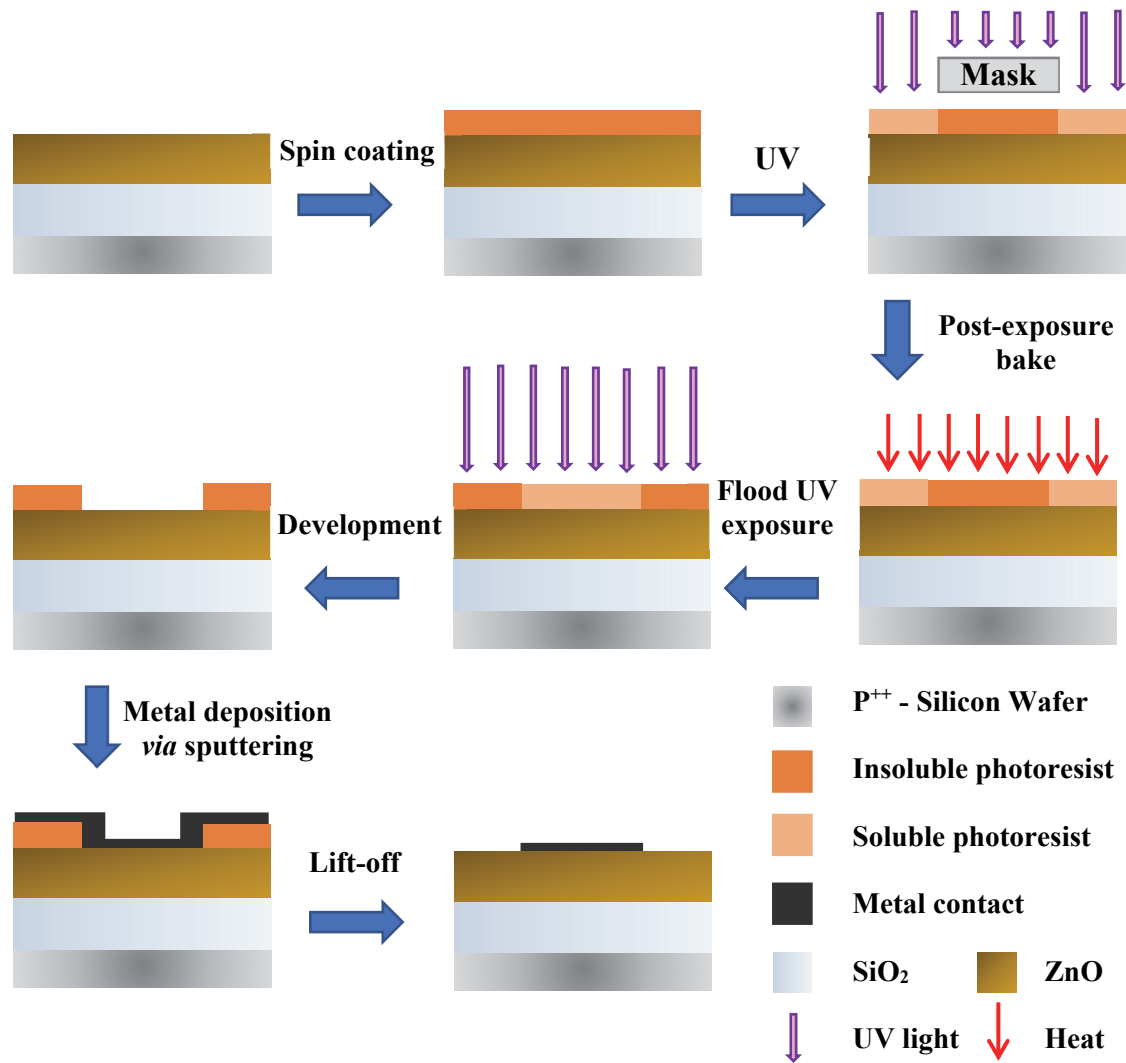 Mask
Spin coating
UV
Post-exposure
bake
Flood UV
exposure
Development
Metal deposition
via sputtering
Lift-off
P++ - Silicon Wafer
Insoluble photoresist
Soluble photoresist
Metal contact
SiO₂
ZnO
UV light
Heat